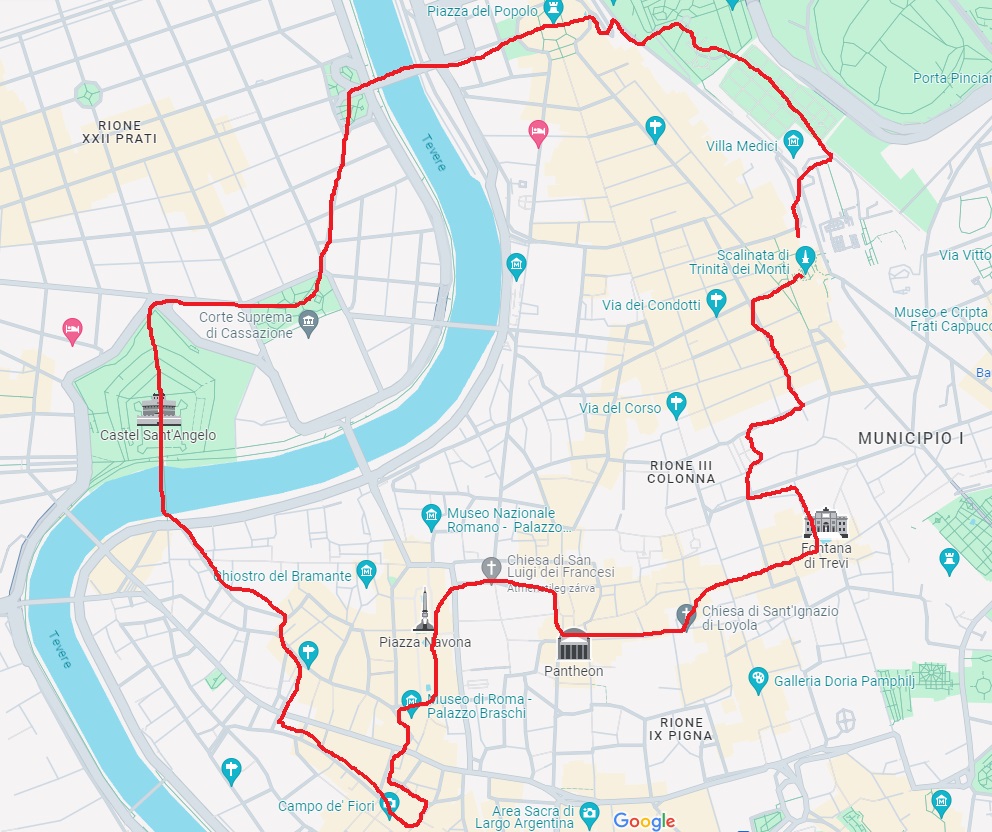 Piazza del Popolo
Porta Pincian
RIONE
XXII PRATI
Tevere
Villa Medici
Scalinata di
Trinità dei Monti
Via Vitto
Via dei Condotti
Corte Suprema
di Cassazione
Museo e Cripta
Frati Cappucc
Ba
Via del Corso
Castel Sant'Angelo
MUNICIPIO I
RIONE III
COLONNA
Museo Nazionale
Romano - Palazzo...
Fontana
di Trevi
Chiesa di San
Luigi dei Francesi
Átmenetileg zárva
Chiostro del Bramante
Chiesa di Sant'Ignazio
di Loyola
Piazza Navona
Tevere
Pantheon
Galleria Doria Pamphilj
Museo di Roma -
Palazzo Braschi
RIONE
IX PIGNA
Campo de' Fiori
Area Sacra di
Largo Argentina
Google